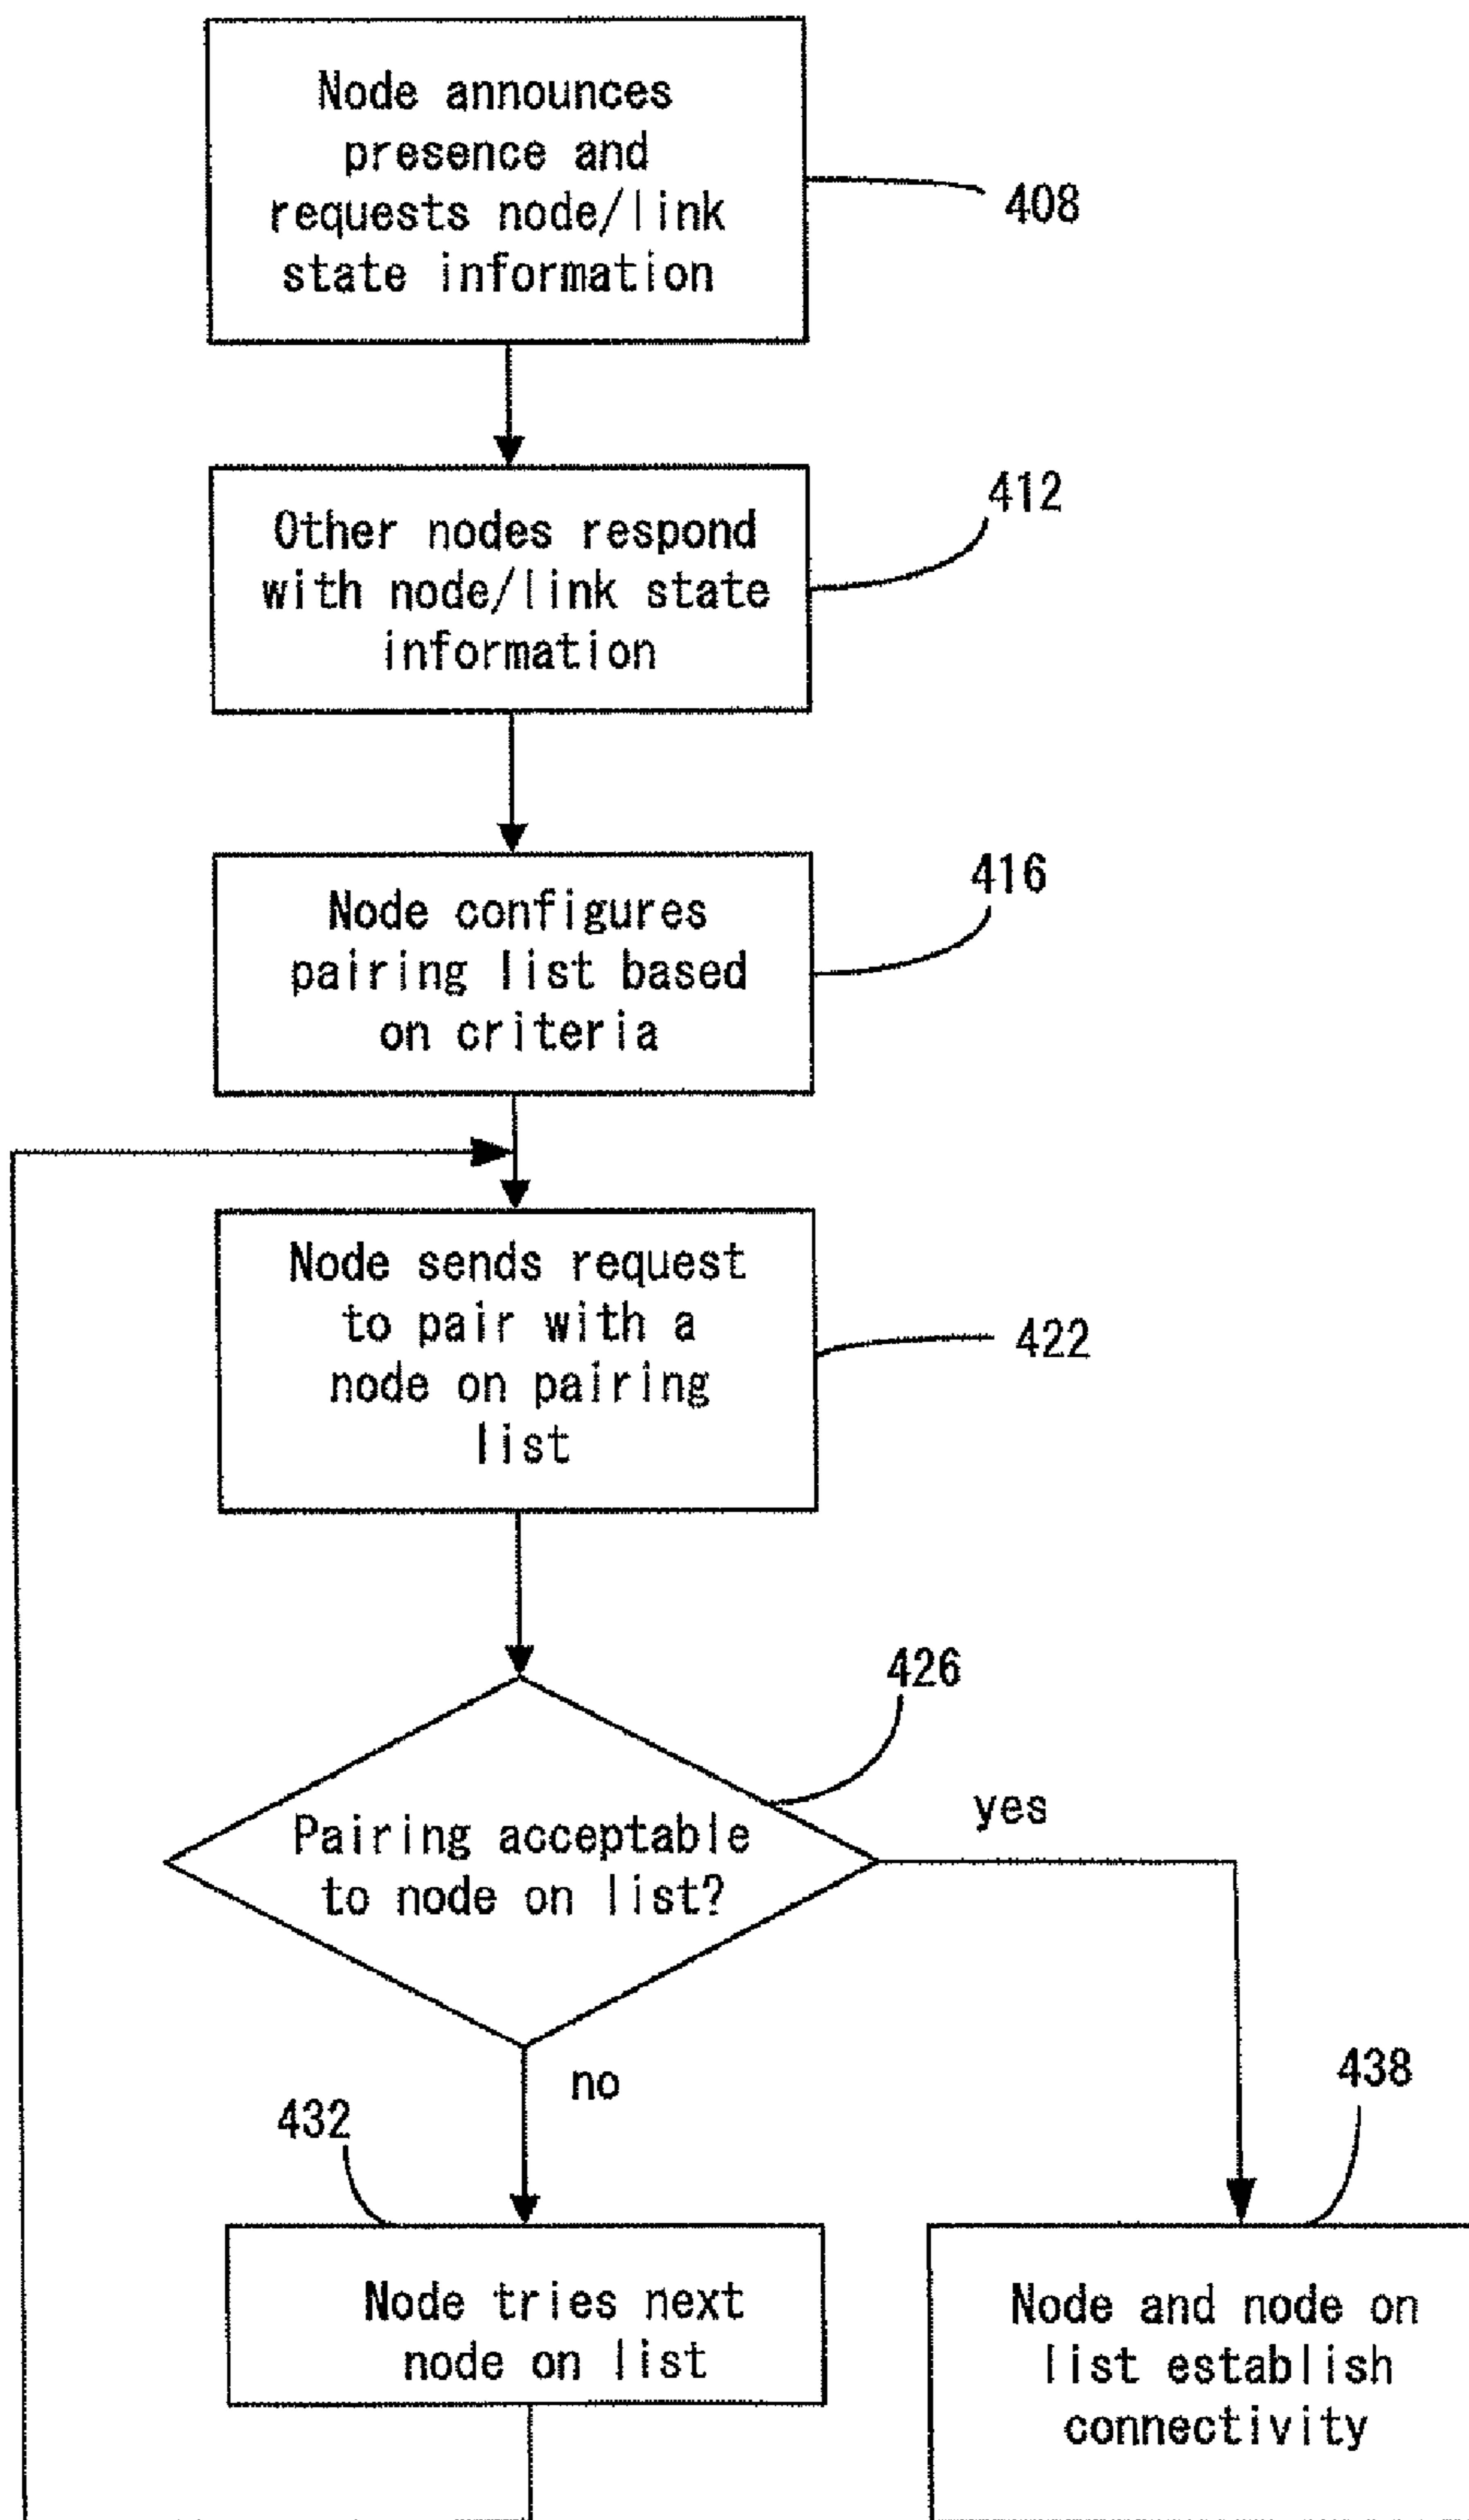 Node announces
presence and
requests node/link
state information
408
412
Other nodes respond
with node/link state
information
416
Node configures
pairing list based
on criteria
Node sends request
to pair with a
node on pairing
list
422
426
yes
Pairing acceptable
to node on list?
no
438
432
Node tries next
node on list
Node and node on
list establish
connectivity